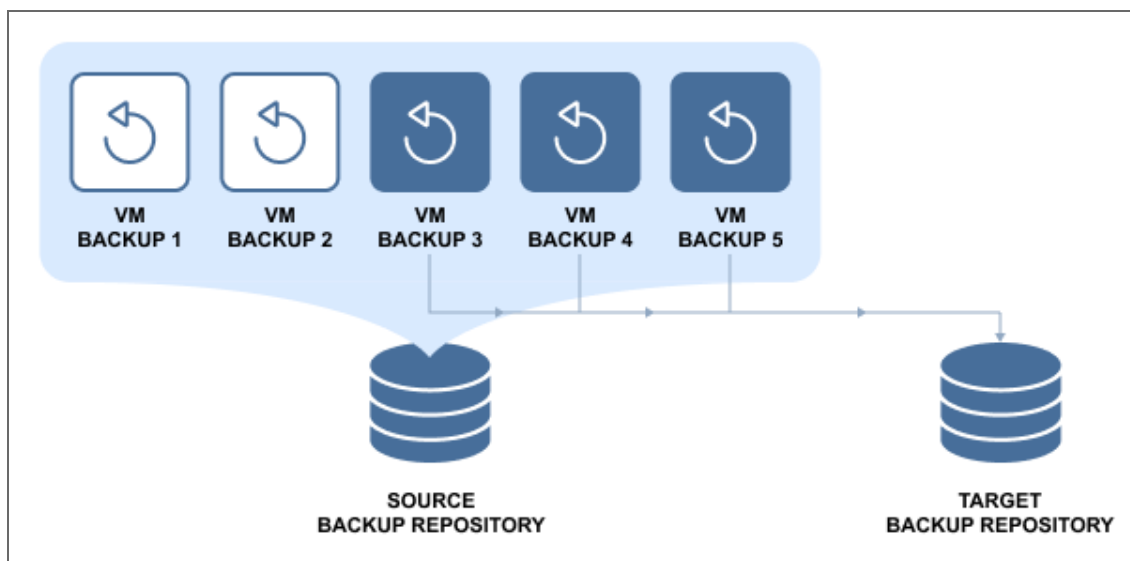 VM
BACKUP 1
VM
BACKUP 2
VM
BACKUP 3
VM
BACKUP 4
VM
BACKUP 5
SOURCE
BACKUP REPOSITORY
TARGET
BACKUP REPOSITORY